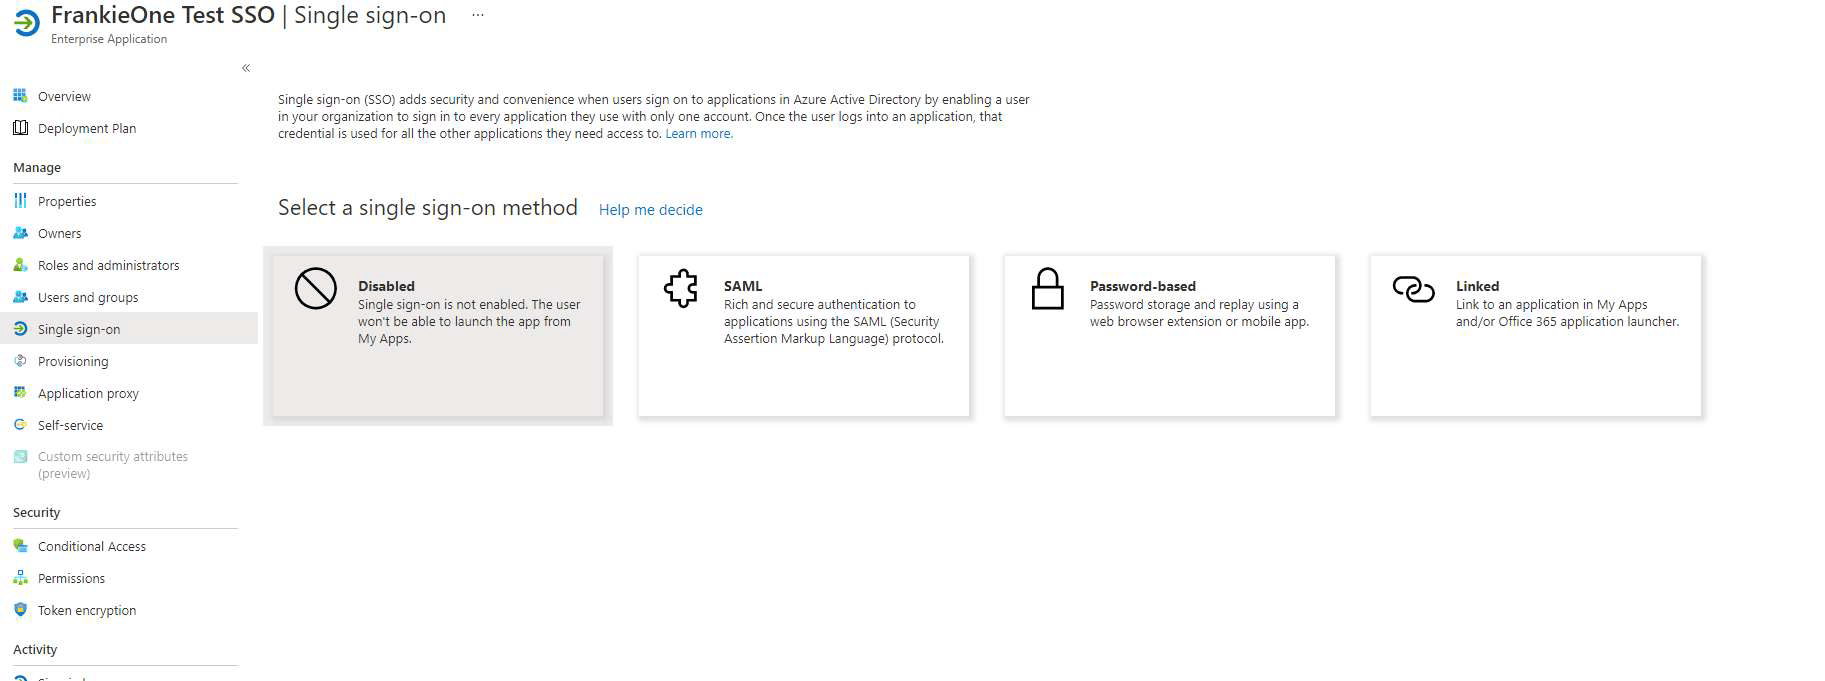 FrankieOne Test SSO | Single sign-on ...
Enterprise Application
«
Overview
Deployment Plan
Manage
Properties
Owners
Roles and administrators
Users and groups
Single sign-on
Provisioning
Application proxy
Self-service
Custom security attributes
(preview)
Security
Conditional Access
Permissions
Token encryption
Activity
Single sign-on (SSO) adds security and convenience when users sign on to applications in Azure Active Directory by enabling a user
in your organization to sign in to every application they use with only one account. Once the user logs into an application, that
credential is used for all the other applications they need access to. Learn more.
Select a single sign-on method Help me decide
Disabled
Single sign-on is not enabled. The user
won't be able to launch the app from
My Apps.
SAML
Rich and secure authentication to
applications using the SAML (Security
Assertion Markup Language) protocol.
Password-based
Password storage and replay using a
web browser extension or mobile app.
Linked
Link to an application in My Apps
and/or Office 365 application launcher.